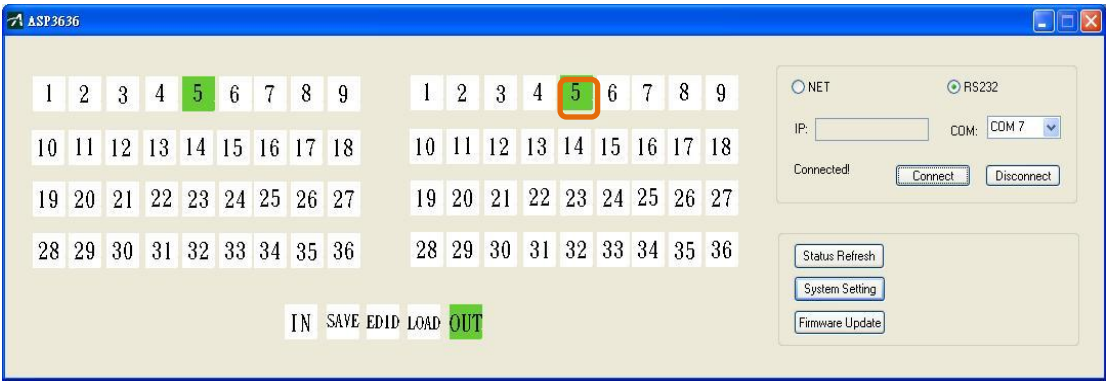 ASP3636
1 2 3 4 5 6 7 8 9
10 11 12 13 14 15 16 17 18
19 20 21 22 23 24 25 26 27
28 29 30 31 32 33 34 35 36
1 2 3 4 5 6 7 8 9
10 11 12 13 14 15 16 17 18
19 20 21 22 23 24 25 26 27
28 29 30 31 32 33 34 35 36
IN SAVE EDID LOAD OUT
NET RS232
IP: COM: COM 7
Connected! Connect Disconnect
Status Refresh
System Setting
Firmware Update